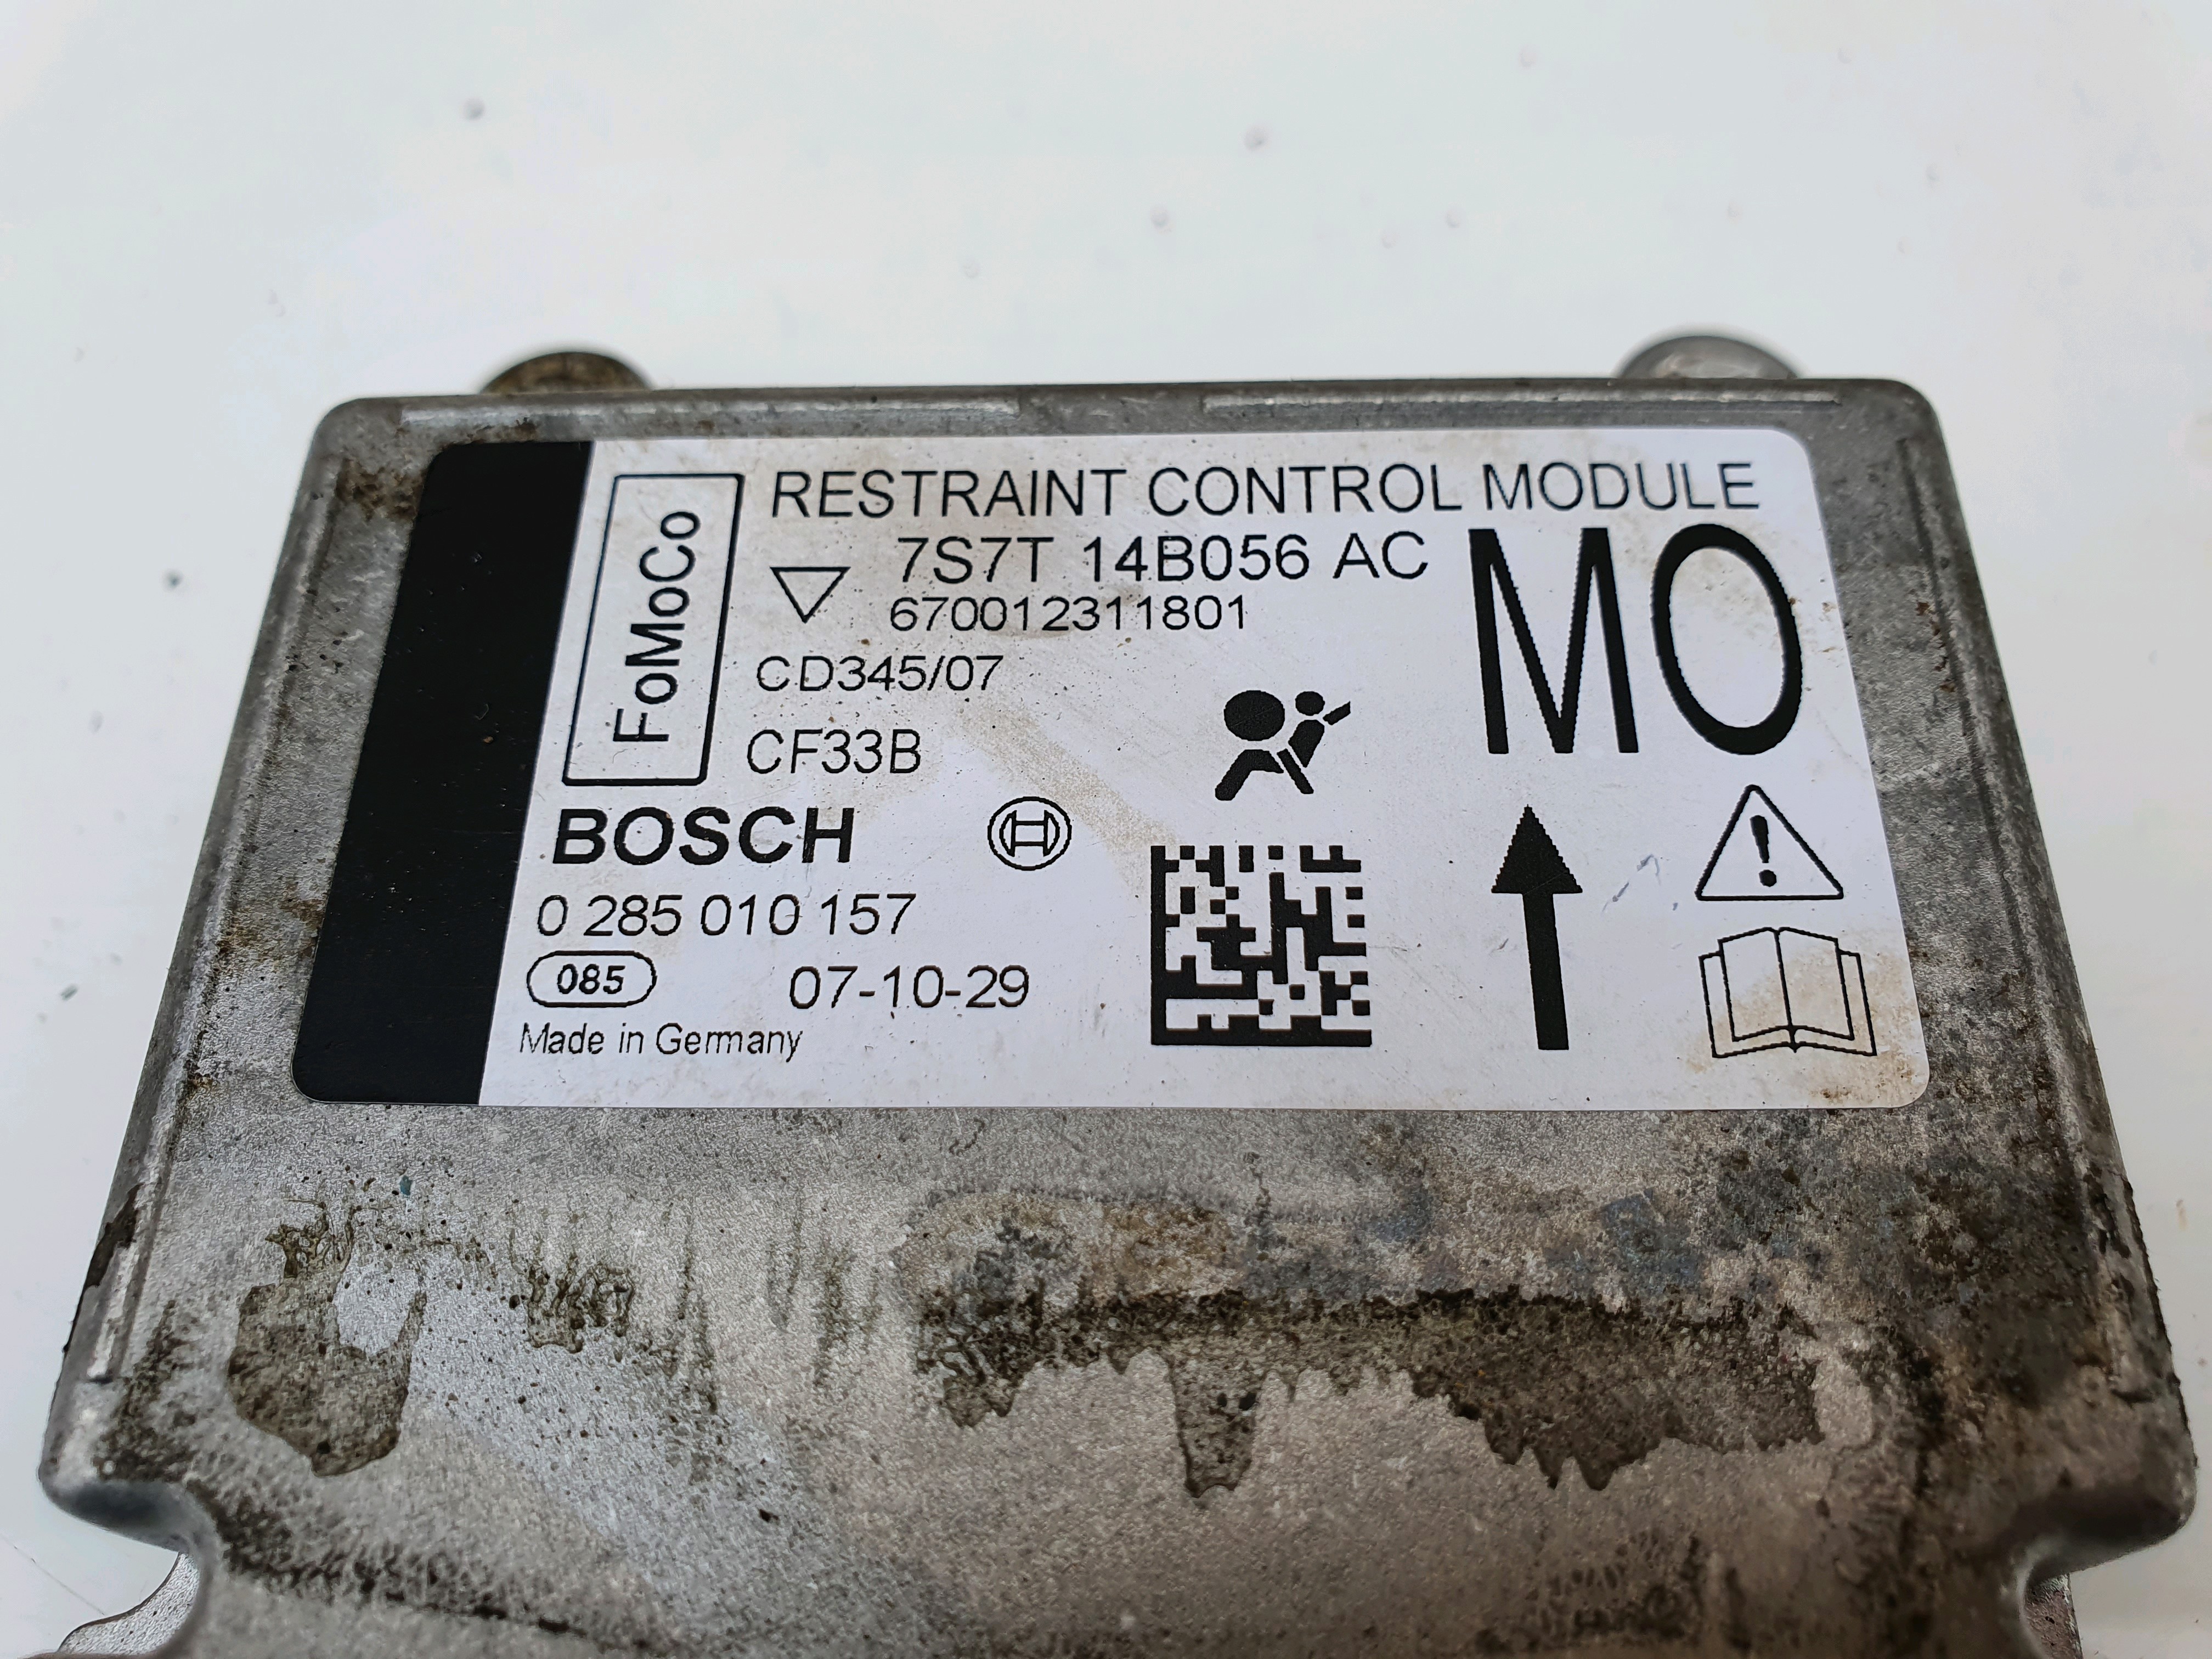 FoMoCo
RESTRAINT CONTROL MODULE
7S7T 14B056 AC
MO
670012311801
CD345/07
CF33B
BOSCH
0 285 010 157
085 07-10-29
Made in Germany